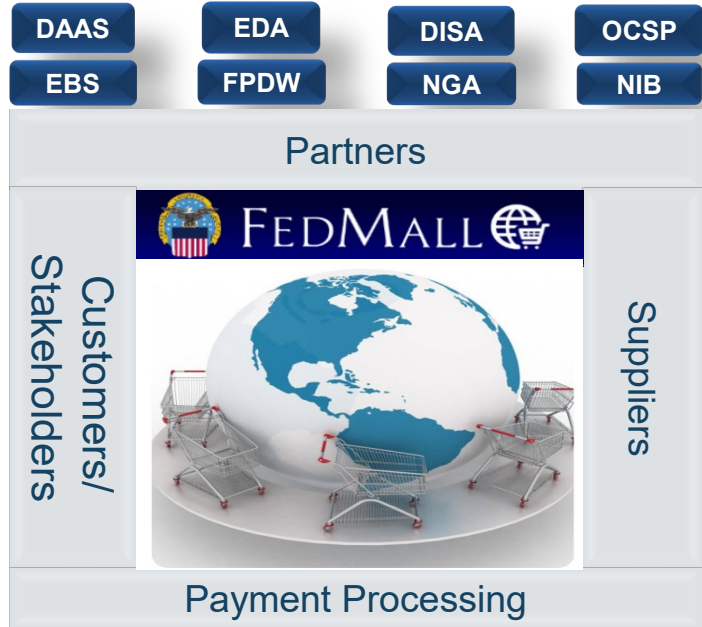 DAAS EDA DISA OCSP
EBS FPDW NGA NIB
Partners
FEDMALL
Customers/
Stakeholders
Suppliers
Payment Processing